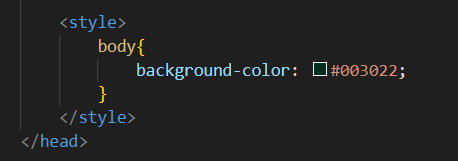 <style>
body{
background-color: #003022;
}
</style>
</head>